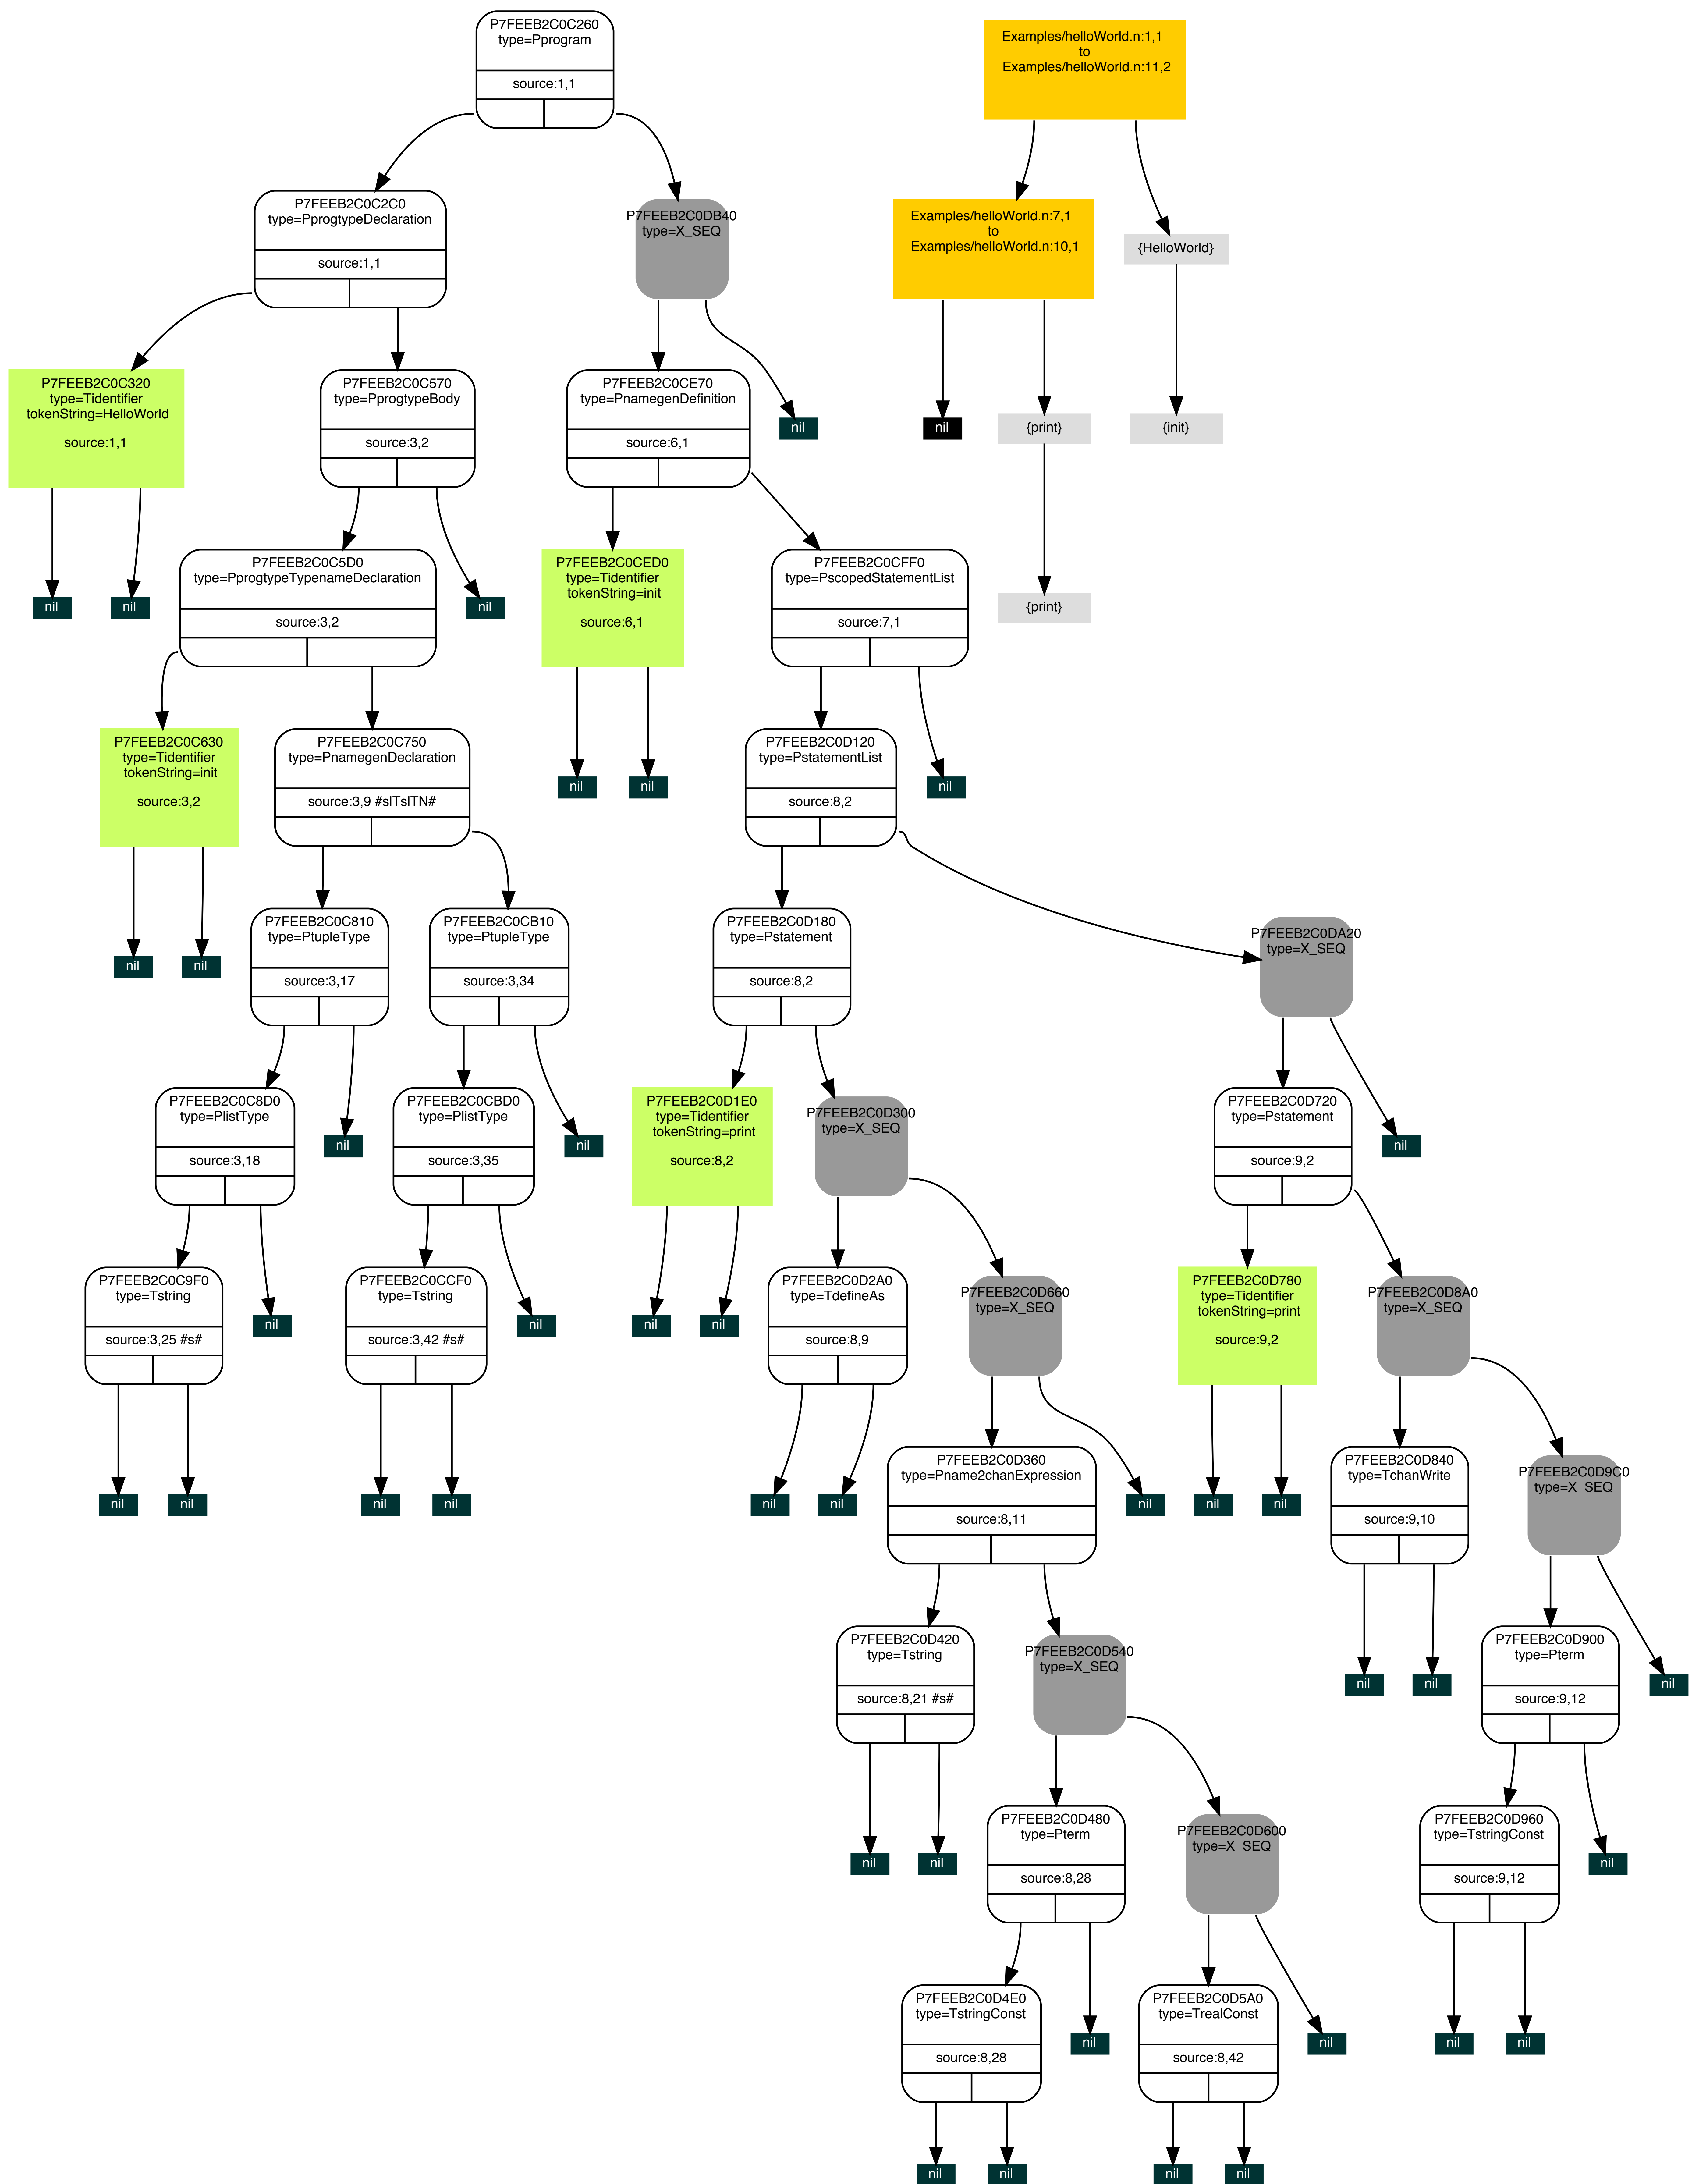 P7FEEB2C0C260
type=Pprogram
source:1,1
Examples/helloWorld.n:1,1
to
Examples/helloWorld.n:11,2
P7FEEB2C0C2C0
type=PprogtypeDeclaration
source:1,1
P7FEEB2C0DB40
type=X_SEQ
Examples/helloWorld.n:7,1
to
Examples/helloWorld.n:10,1
{HelloWorld}
P7FEEB2C0C320
type=Tidentifier
tokenString=HelloWorld
source:1,1
P7FEEB2C0C570
type=PprogtypeBody
source:3,2
P7FEEB2C0CE70
type=PnamegenDefinition
source:6,1
nil
nil
{print}
{init}
nil
nil
P7FEEB2C0C5D0
type=PprogtypeTypenameDeclaration
source:3,2
nil
P7FEEB2C0CED0
type=Tidentifier
tokenString=init
source:6,1
P7FEEB2C0CFF0
type=PscopedStatementList
source:7,1
{print}
P7FEEB2C0C630
type=Tidentifier
tokenString=init
source:3,2
P7FEEB2C0C750
type=PnamegenDeclaration
source:3,9 #slTslTN#
nil
nil
P7FEEB2C0D120
type=PstatementList
source:8,2
nil
nil
nil
P7FEEB2C0C810
type=PtupleType
source:3,17
P7FEEB2C0CB10
type=PtupleType
source:3,34
P7FEEB2C0D180
type=Pstatement
source:8,2
P7FEEB2C0DA20
type=X_SEQ
P7FEEB2C0C8D0
type=PlistType
source:3,18
nil
P7FEEB2C0CBD0
type=PlistType
source:3,35
nil
P7FEEB2C0D1E0
type=Tidentifier
tokenString=print
source:8,2
P7FEEB2C0D300
type=X_SEQ
P7FEEB2C0D720
type=Pstatement
source:9,2
nil
P7FEEB2C0C9F0
type=Tstring
source:3,25 #s#
nil
P7FEEB2C0CCF0
type=Tstring
source:3,42 #s#
nil
nil
nil
P7FEEB2C0D2A0
type=TdefineAs
source:8,9
P7FEEB2C0D660
type=X_SEQ
P7FEEB2C0D780
type=Tidentifier
tokenString=print
source:9,2
P7FEEB2C0D8A0
type=X_SEQ
nil
nil
nil
nil
nil
nil
P7FEEB2C0D360
type=Pname2chanExpression
source:8,11
nil
nil
nil
P7FEEB2C0D840
type=TchanWrite
source:9,10
P7FEEB2C0D9C0
type=X_SEQ
P7FEEB2C0D420
type=Tstring
source:8,21 #s#
P7FEEB2C0D540
type=X_SEQ
nil
nil
P7FEEB2C0D900
type=Pterm
source:9,12
nil
nil
nil
P7FEEB2C0D480
type=Pterm
source:8,28
P7FEEB2C0D600
type=X_SEQ
P7FEEB2C0D960
type=TstringConst
source:9,12
nil
P7FEEB2C0D4E0
type=TstringConst
source:8,28
nil
P7FEEB2C0D5A0
type=TrealConst
source:8,42
nil
nil
nil
nil
nil
nil
nil